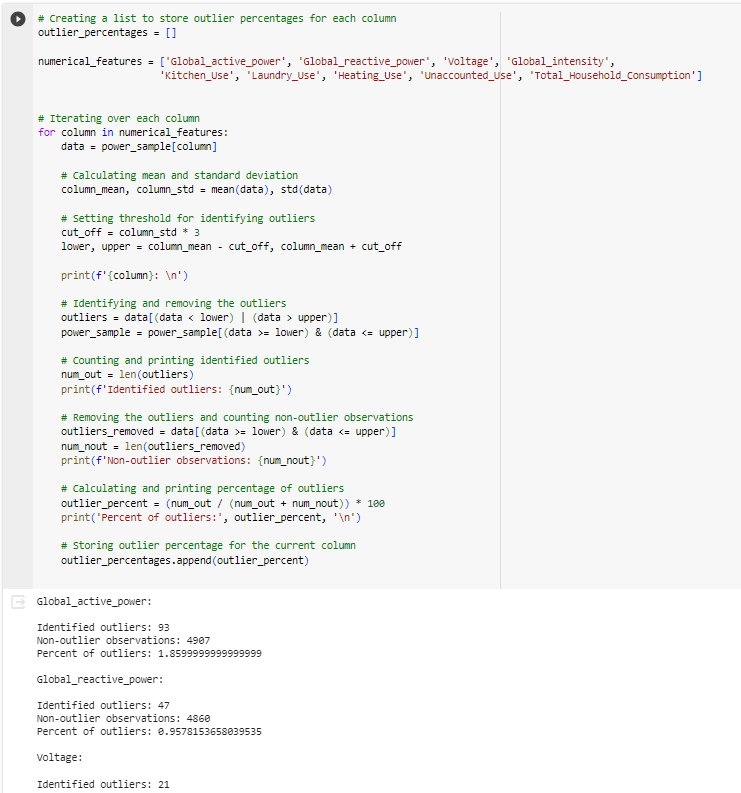 # Creating a list to store outlier percentages for each column
outlier_percentages = []
numerical_features = ['Global_active_power', 'Global_reactive_power', 'Voltage', 'Global_intensity',
'Kitchen_Use', 'Laundry_Use', 'Heating_Use', 'Unaccounted_Use', 'Total_Household_Consumption']
# Iterating over each column
for column in numerical_features:
data = power_sample[column]
# Calculating mean and standard deviation
column_mean, column_std = mean(data), std(data)
# Setting threshold for identifying outliers
cut_off = column_std * 3
lower, upper = column_mean - cut_off, column_mean + cut_off
print(f'{column}: \n')
# Identifying and removing the outliers
outliers = data[(data < lower) | (data > upper)]
power_sample = power_sample[(data >= lower) & (data <= upper)]
# Counting and printing identified outliers
num_out = len(outliers)
print(f'Identified outliers: {num_out}')
# Removing the outliers and counting non-outlier observations
outliers_removed = data[(data >= lower) & (data <= upper)]
num_nout = len(outliers_removed)
print(f'Non-outlier observations: {num_nout}')
# Calculating and printing percentage of outliers
outlier_percent = (num_out / (num_out + num_nout)) * 100
print('Percent of outliers:', outlier_percent, '\n')
# Storing outlier percentage for the current column
outlier_percentages.append(outlier_percent)
Global_active_power:
Identified outliers: 93
Non-outlier observations: 4907
Percent of outliers: 1.8599999999999999
Global_reactive_power:
Identified outliers: 47
Non-outlier observations: 4860
Percent of outliers: 0.9578153658039535
Voltage:
Identified outliers: 21